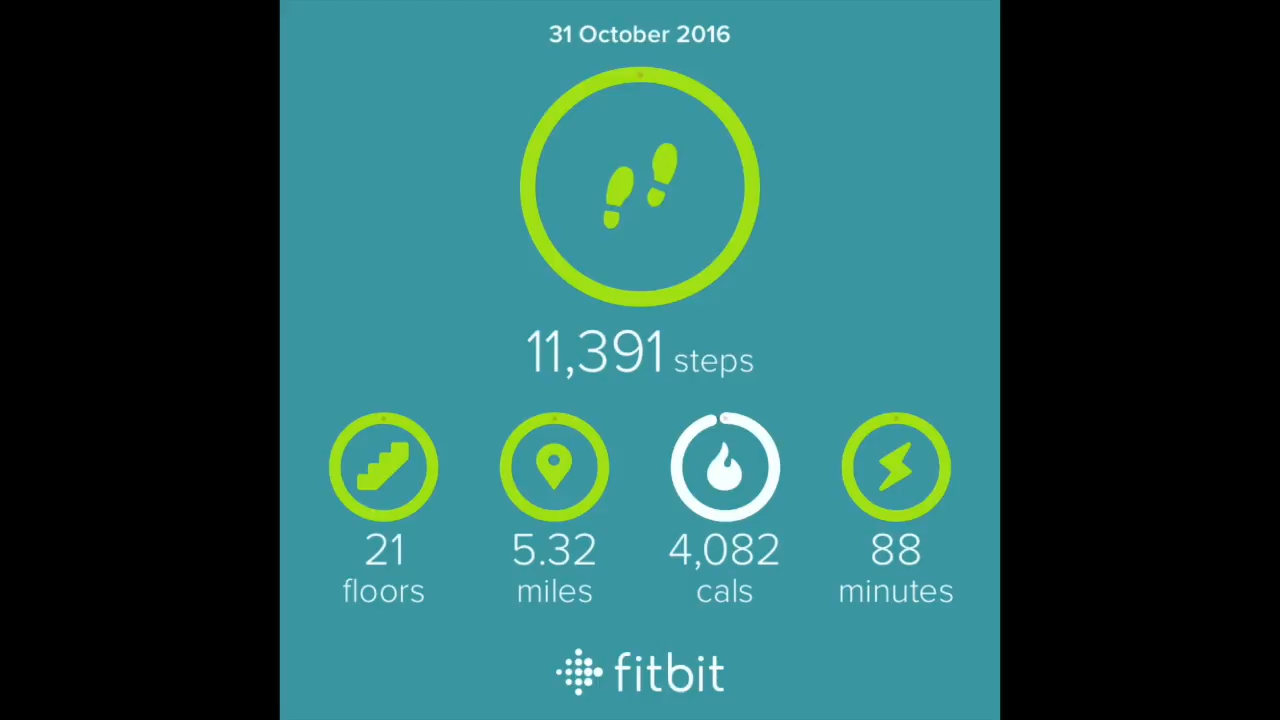 31 October 2016
11,391 steps
21 5.32 4,082 88
floors miles cals minutes
fitbit